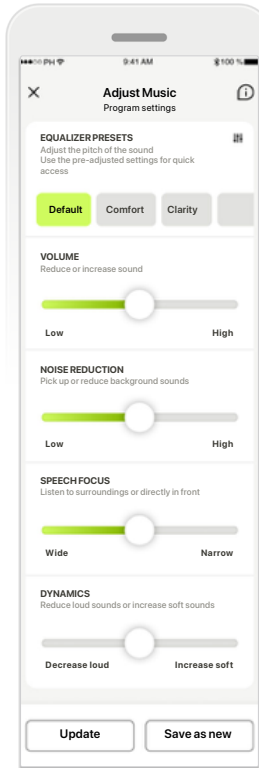 PH
9:41 AM
100 %
Adjust Music
Program settings
EQUALIZER PRESETS
Adjust the pitch of the sound
Use the pre-adjusted settings for quick
access
Default Comfort Clarity
VOLUME
Reduce or increase sound
Low High
NOISE REDUCTION
Pick up or reduce background sounds
Low High
SPEECH FOCUS
Listen to surroundings or directly in front
Wide Narrow
DYNAMICS
Reduce loud sounds or increase soft sounds
Decrease loud Increase soft
Update Save as new